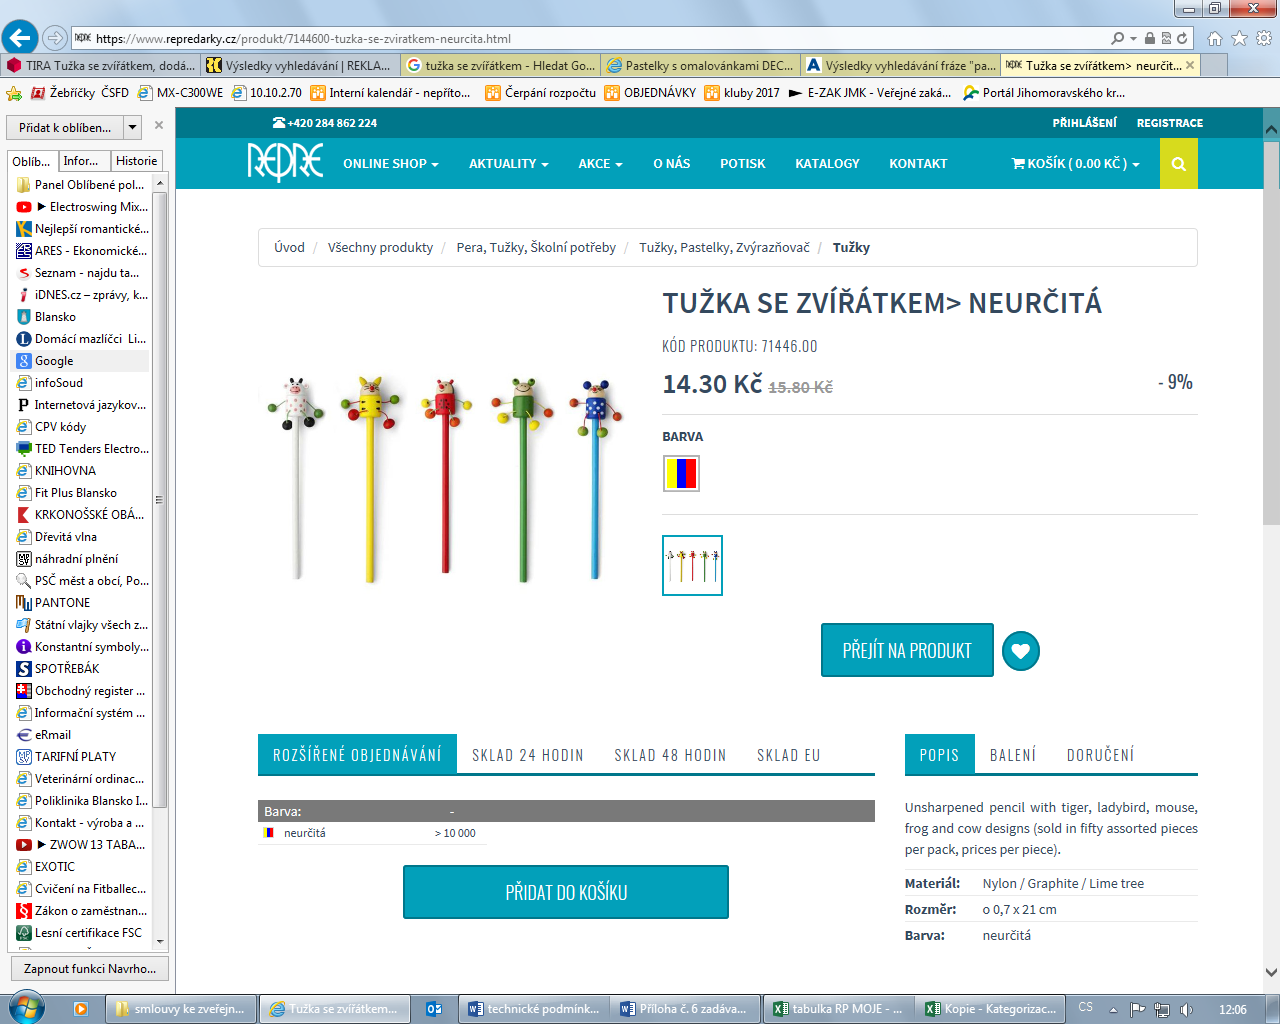 https://www.repredarky.cz/produkt/7144600-tuzka-se-zviratkem-neurcita.html
TIRA Tužka se zvířátkem, dodá...
Výsledky vyhledávání | REKLA...
tužka se zvířátkem - Hledat Go...
Pastelky s omalovánkami DEC...
Výsledky vyhledávání fráze "pa...
Tužka se zvířátkem> neurčit...
Žebříčky ČSFD
MX-C300WE
10.10.2.70
Interní kalendář - nepříto...
Čerpání rozpočtu
OBJEDNÁVKY
kluby 2017
E-ZAK JMK - Veřejné zaká...
Portál Jihomoravského kr...
Přidat k oblíben...
Oblíb...
Infor...
Historie
Panel Oblíbené pol...
► Electroswing Mix...
Nejlepší romantické...
ARES - Ekonomické...
Seznam - najdu ta...
iDNES.cz – zprávy, k...
Blansko
Domácí mazlíčci Li...
Google
infoSoud
Internetová jazykov...
CPV kódy
TED Tenders Electro...
KNIHOVNA
Fit Plus Blansko
KRKONOŠSKÉ OBÁ...
Dřevitá vlna
náhradní plnění
PSČ měst a obcí, Po...
PANTONE
Státní vlajky všech z...
Konstantní symboly...
SPOTŘEBÁK
Obchodný register ...
Informační systém ...
eRmail
TARIFNÍ PLATY
Veterinární ordinac...
Poliklinika Blansko I...
Kontakt - výroba a ...
► ZWOW 13 TABA...
EXOTIC
Cvičení na Fitballec...
Zákon o zaměstnan...
Lesní certifikace FSC
Zapnout funkci Navrho...
+420 284 862 224
PŘIHLÁŠENÍ REGISTRACE
REPRE
ONLINE SHOP AKTUALITY AKCE O NÁS POTISK KATALOGY KONTAKT KOŠÍK ( 0.00 KČ )
Úvod / Všechny produkty / Pera, Tužky, Školní potřeby / Tužky, Pastelky, Zvýrazňovač / Tužky
TUŽKA SE ZVÍŘÁTKEM> NEURČITÁ
KÓD PRODUKTU: 71446.00
14.30 Kč 15.80 Kč - 9%
BARVA
PŘEJÍT NA PRODUKT
ROZŠÍŘENÉ OBJEDNÁVÁNÍ SKLAD 24 HODIN SKLAD 48 HODIN SKLAD EU
Barva: -
neurčitá > 10 000
PŘIDAT DO KOŠÍKU
POPIS BALENÍ DORUČENÍ
Unsharpened pencil with tiger, ladybird, mouse,
frog and cow designs (sold in fifty assorted pieces
per pack, prices per piece).
Materiál: Nylon / Graphite / Lime tree
Rozměr: o 0,7 x 21 cm
Barva: neurčitá
smlouvy ke zveřejn...
Tužka se zvířátkem...
technické podmínk...
Příloha č. 6 zadáva...
tabulka RP MOJE - ...
Kopie - Kategorizac...
CS
12:06